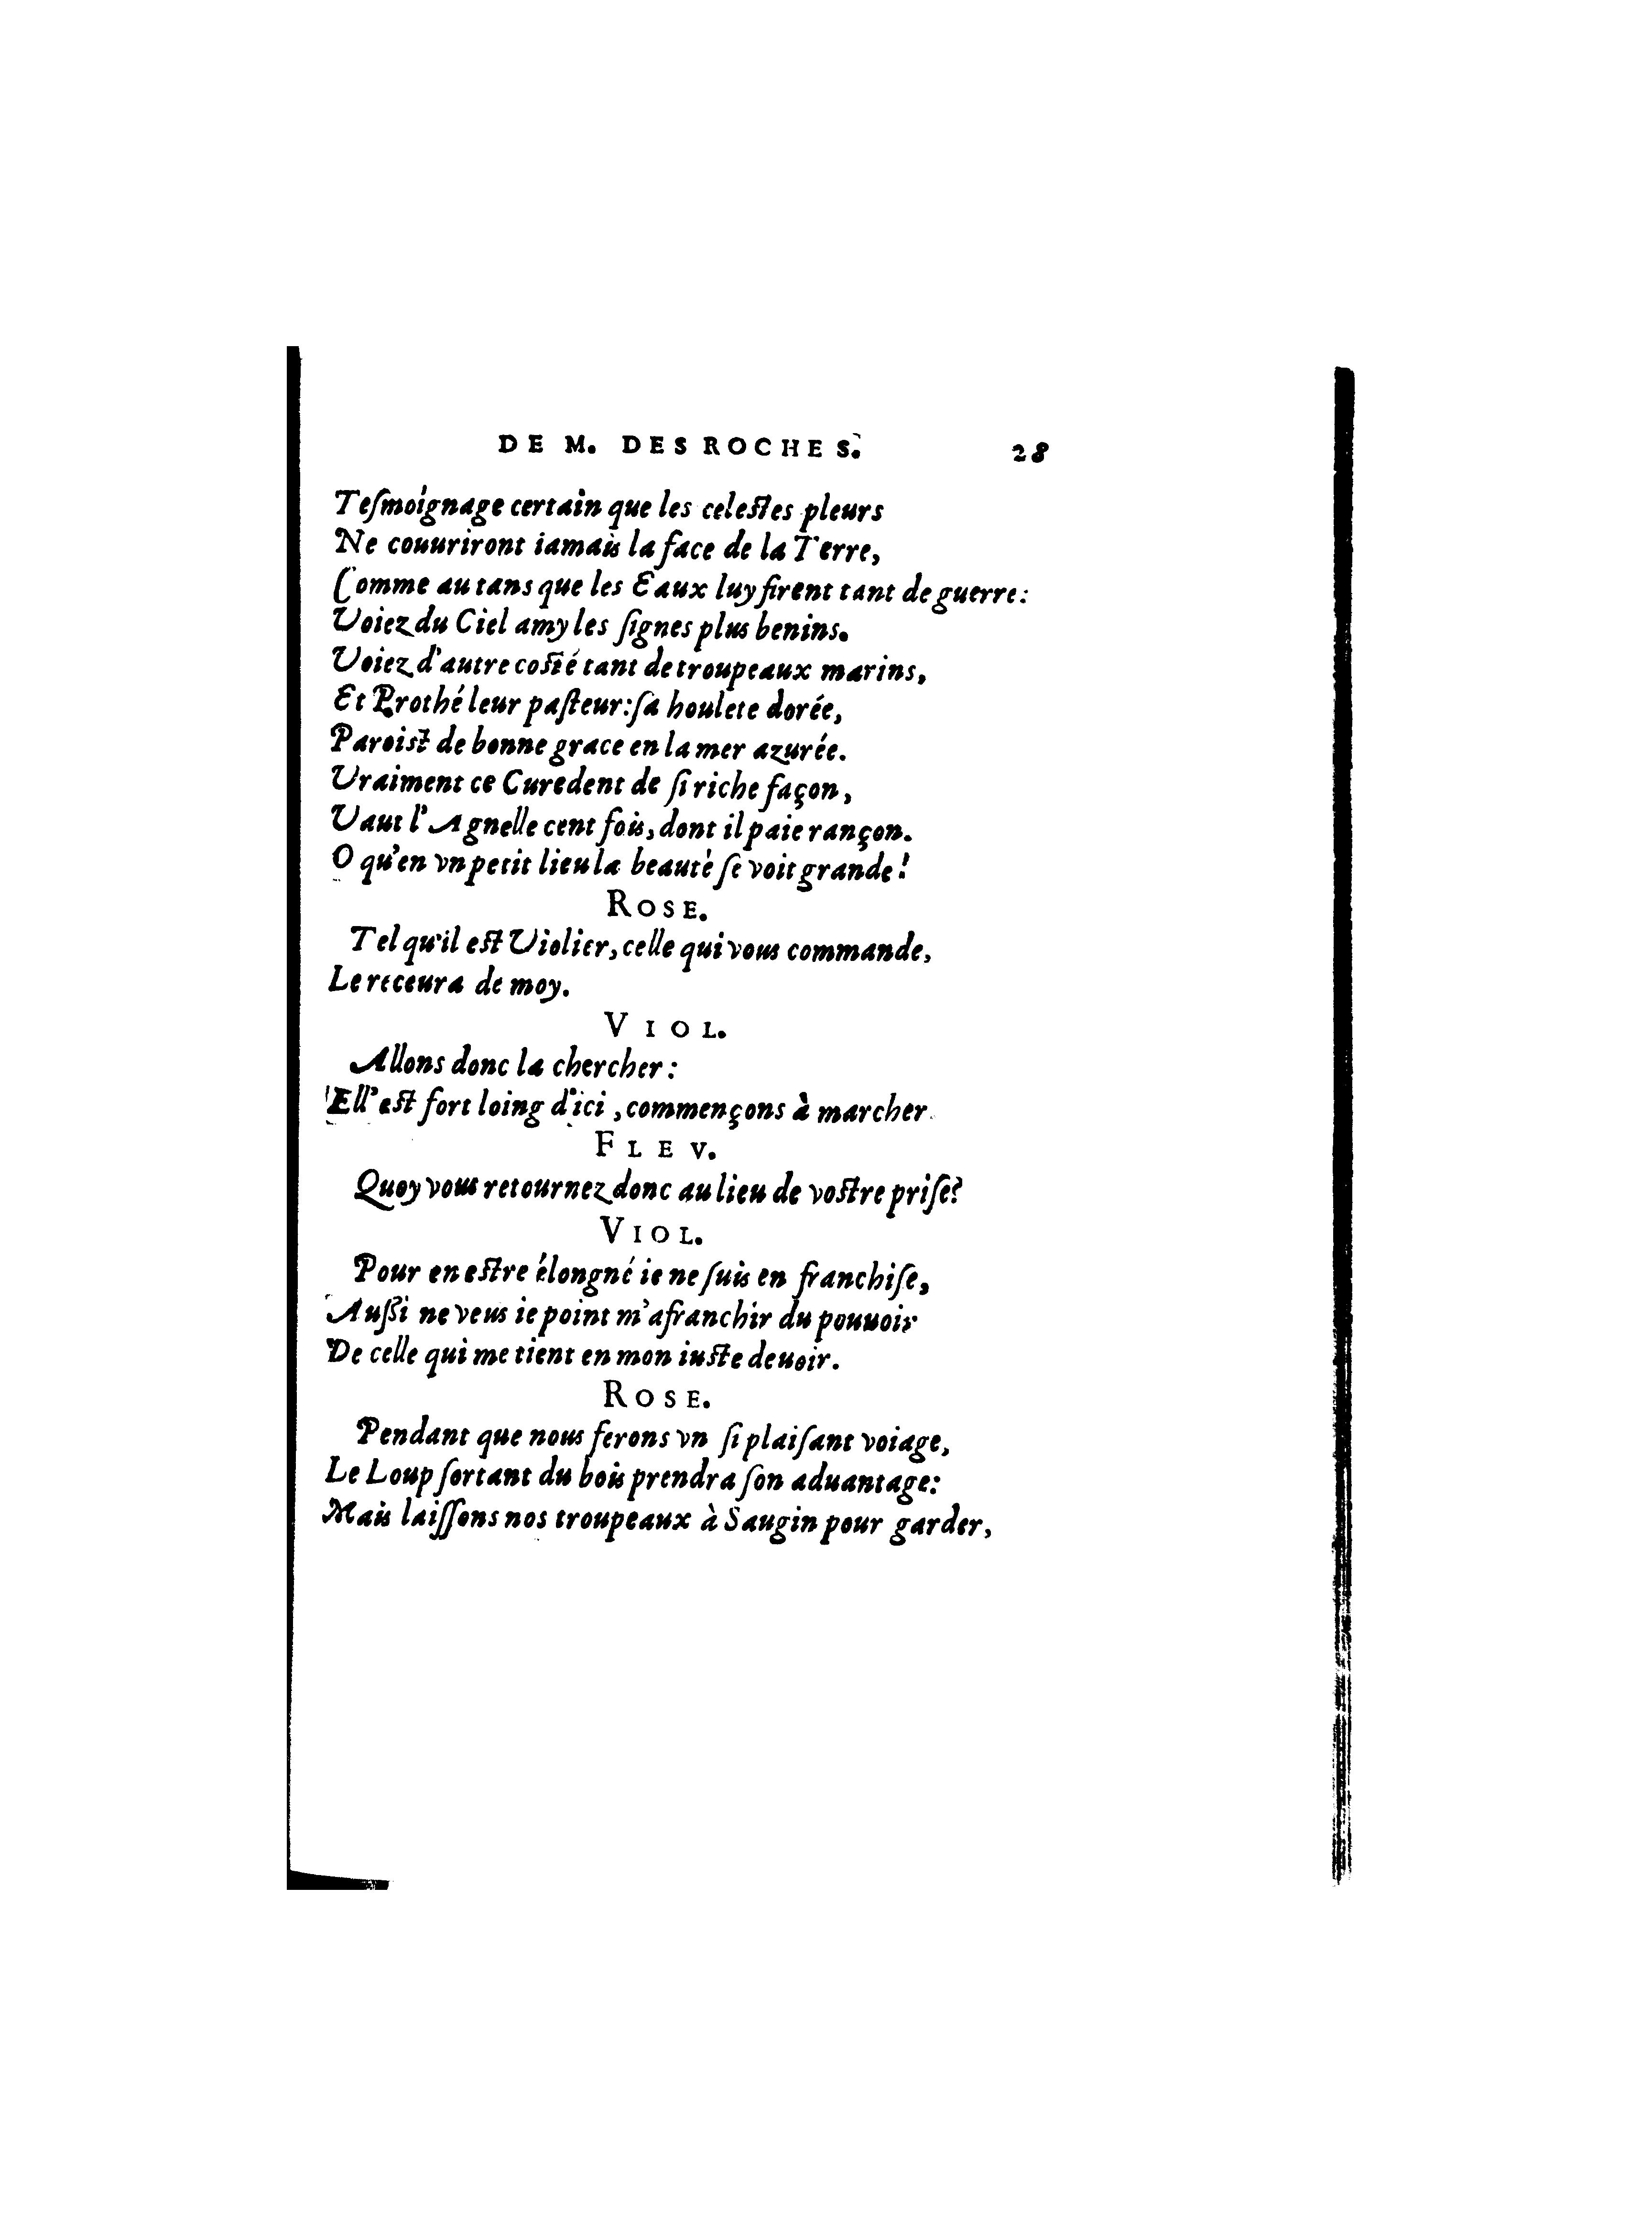 DE M. DES ROCHES. 28
Teſmoignage certain que les celeſtes pleurs
Ne couuriront iamais la face de la Terre,
Comme au tans que les Eaux luy firent tant de guerre:
Voiez du Ciel amy les ſignes plus benins.
Voiez d'autre coſté tant de troupeaux marins,
Et Prothé leur paſteur: ſa houlete dorée,
Paroiſt de bonne grace en la mer azurée.
Vraiment ce Curedent de ſi riche façon,
Vaut l'Agnelle cent fois, dont il paie rançon.
O qu'en vn petit lieu la beauté ſe voit grande!
ROSE.
Tel qu'il eſt Violier, celle qui vous commande,
Le receura de moy.
VIOL.
Allons donc la chercher:
Ell'eſt fort loing d'ici, commençons à marcher.
FLEV.
Quoy vous retournez donc au lieu de voſtre priſe?
VIOL.
Pour en eſtre élongné ie ne ſuis en franchiſe,
Auſſi ne veus ie point m'afranchir du pouuoir
De celle qui me tient en mon iuſte deuoir.
ROSE.
Pendant que nous ferons vn ſi plaiſant voiage,
Le Loup ſortant du bois prendra ſon aduantage:
Mais laiſſons nos troupeaux à Saugin pour garder,